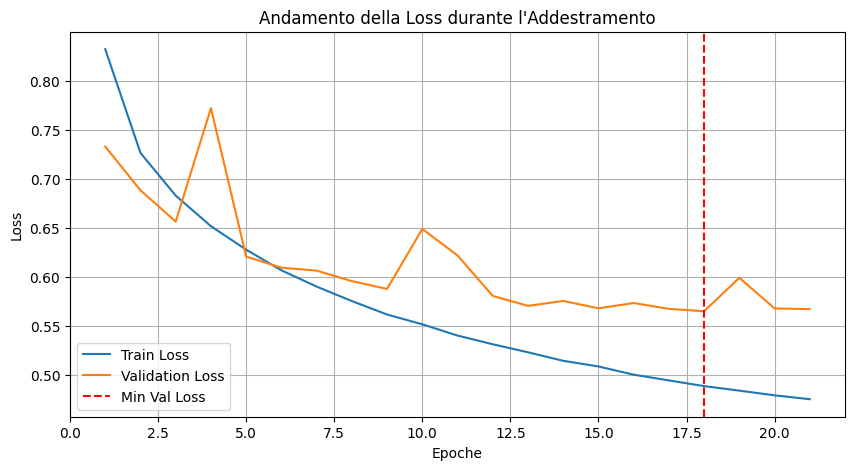 Andamento della Loss durante l'Addestramento
Loss
0.80
0.75
0.70
0.65
0.60
0.55
0.50
Train Loss
Validation Loss
Min Val Loss
0.0
2.5
5.0
7.5
10.0
12.5
15.0
17.5
20.0
Epoche